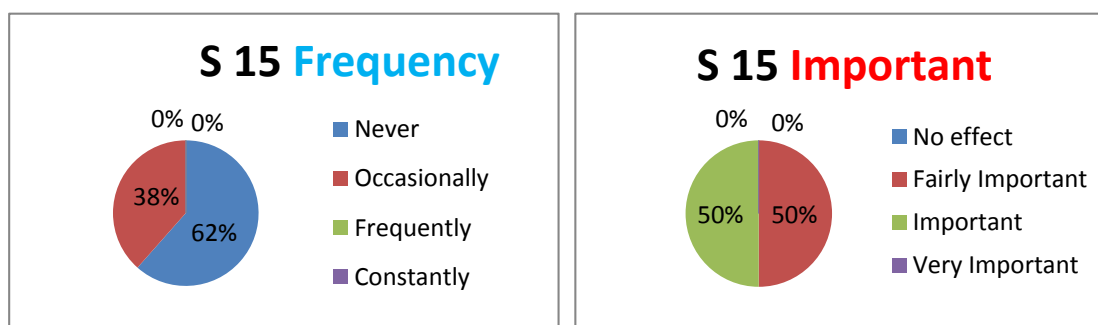 S 15 Frequency
0% 0%
38%
62%
Never
Occasionally
Frequently
Constantly
S 15 Important
0% 0%
50% 50%
No effect
Fairly Important
Important
Very Important